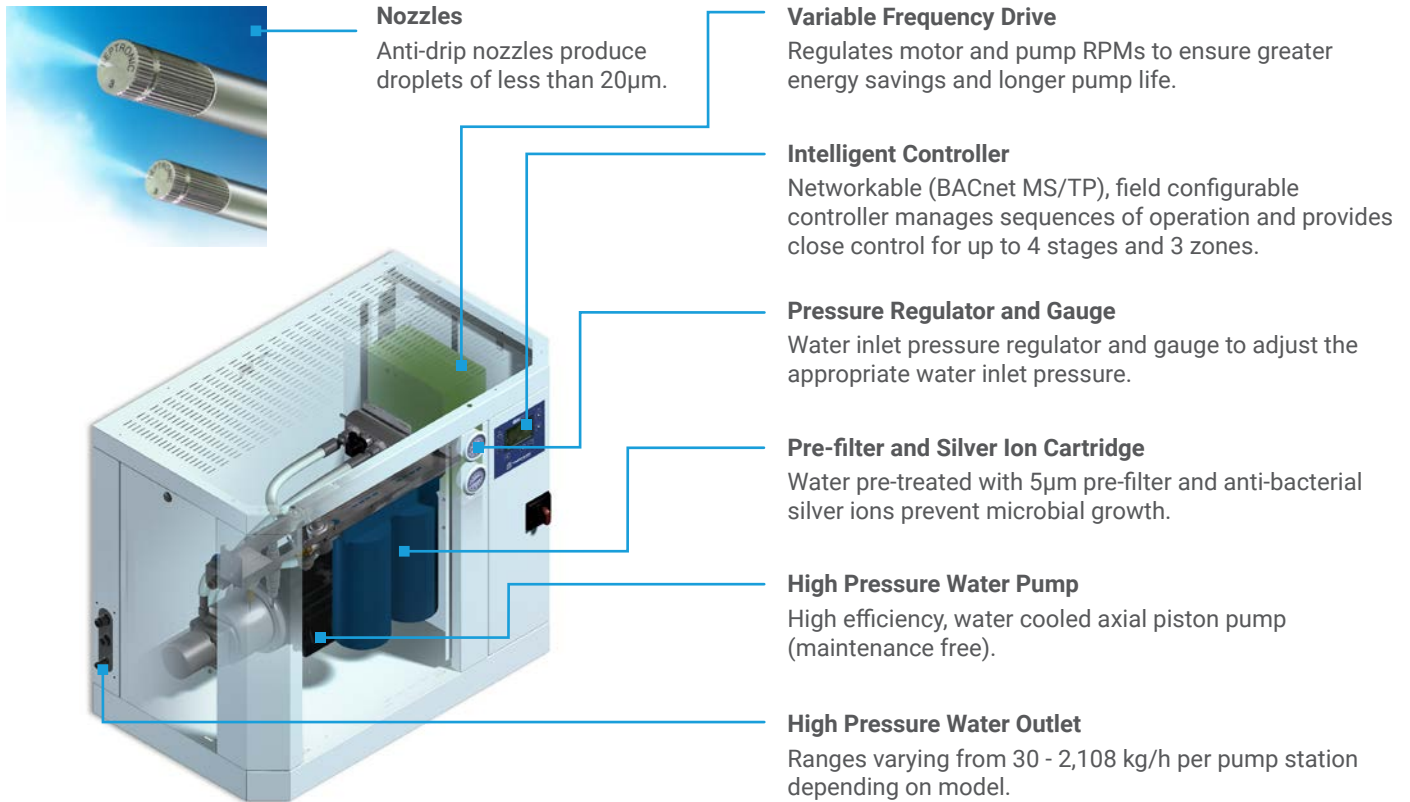 Nozzles
Anti-drip nozzles produce
droplets of less than 20µm.
Variable Frequency Drive
Regulates motor and pump RPMs to ensure greater
energy savings and longer pump life.
Intelligent Controller
Networkable (BACnet MS/TP), field configurable
controller manages sequences of operation and provides
close control for up to 4 stages and 3 zones.
Pressure Regulator and Gauge
Water inlet pressure regulator and gauge to adjust the
appropriate water inlet pressure.
Pre-filter and Silver Ion Cartridge
Water pre-treated with 5µm pre-filter and anti-bacterial
silver ions prevent microbial growth.
High Pressure Water Pump
High efficiency, water cooled axial piston pump
(maintenance free).
High Pressure Water Outlet
Ranges varying from 30 - 2,108 kg/h per pump station
depending on model.